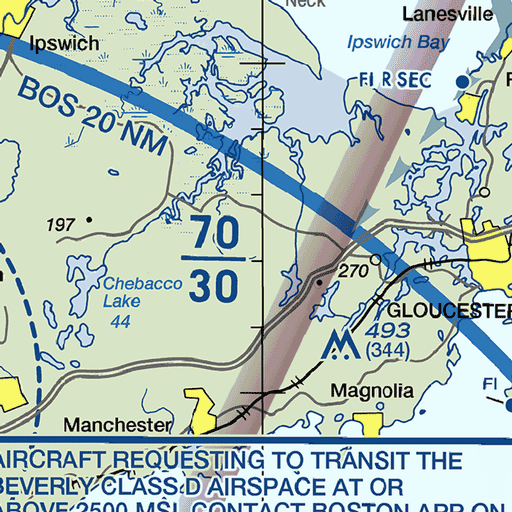 Neck
Lanesville
Ipswich
Ipswich Bay
Fl R SEC
BOS 20 NM
197
70
30
270
Chebacco
Lake
44
GLOUCESTER
493
(344)
Fl
Magnolia
Manchester
AIRCRAFT REQUESTING TO TRANSIT THE
BEVERLY CLASS D AIRSPACE AT OR
ABOVE 2500 MSL CONTACT BOSTON APP ON